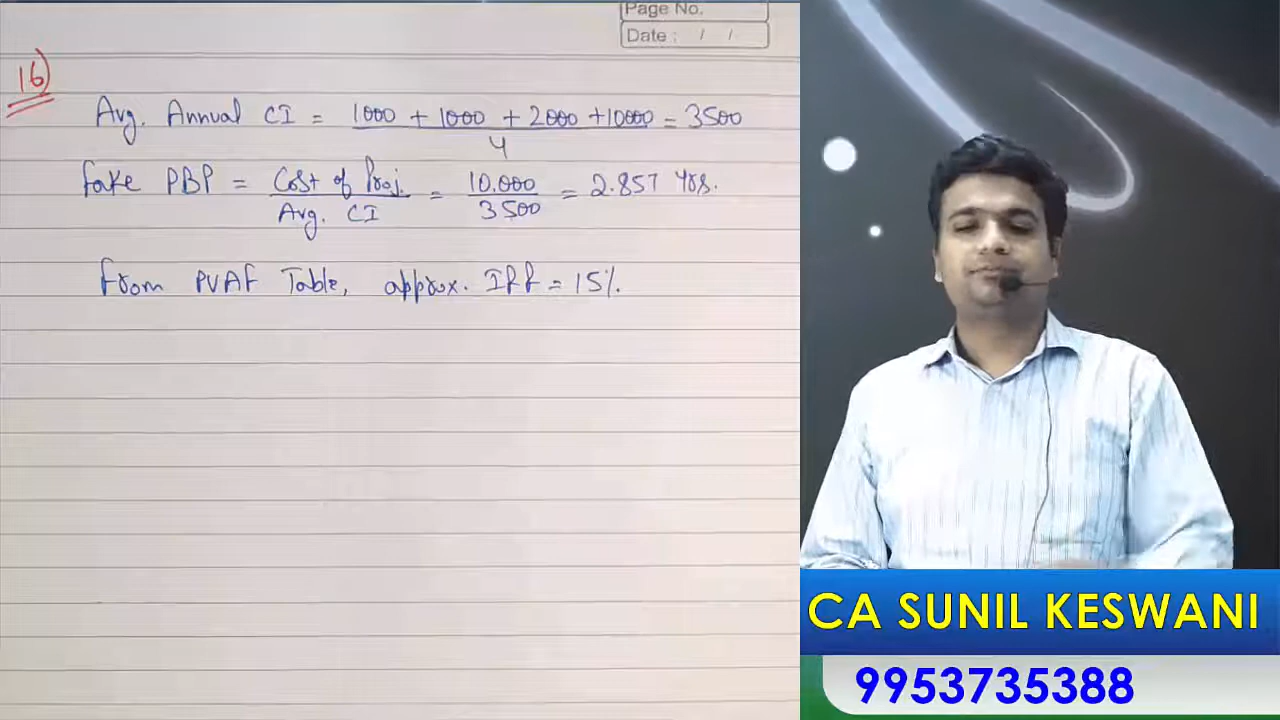 Page No.
Date : / /
16)
Avg. Annual CI = 1000 + 1000 + 2000 + 10000 = 3500
4
Fake PBP = Cost of Proj. = 10,000 = 2.857 Yrs.
Avg. CI 3500
From PVAF Table, approx. IRR = 15%.
CA SUNIL KESWANI
9953735388